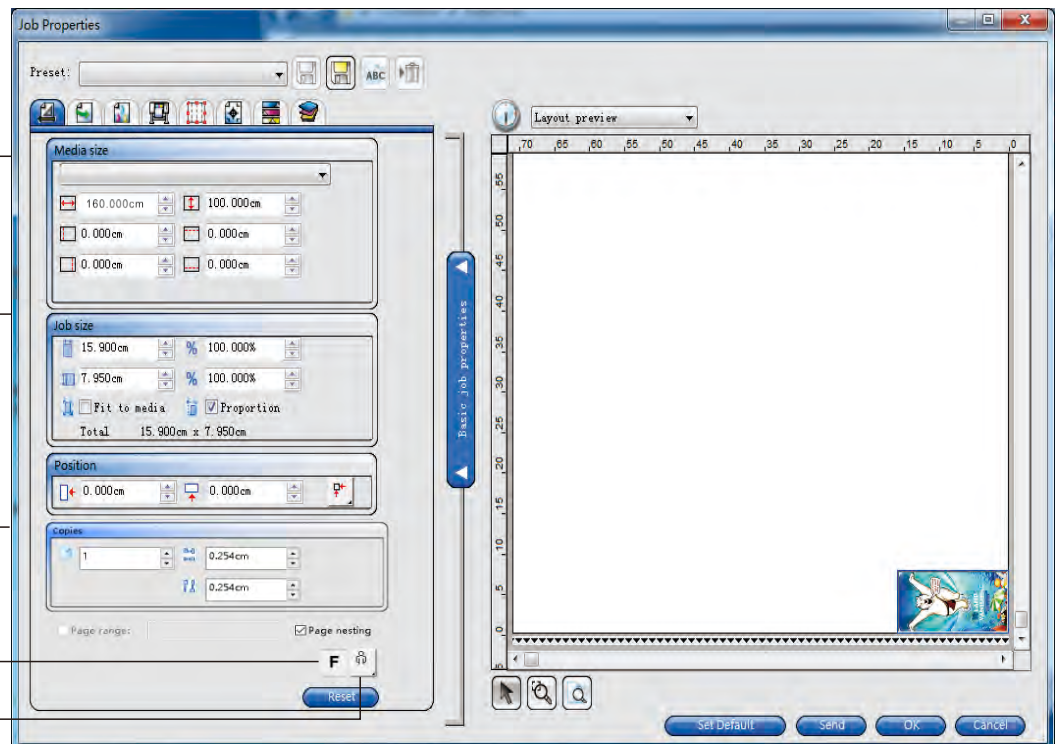 Job Properties
Preset:
ABC
Layout preview
Media size
160.000cm 100.000cm
0.000cm 0.000cm
0.000cm 0.000cm
Job size
15.900cm % 100.000%
7.950cm % 100.000%
Fit to media Proportion
Total 15.900cm x 7.950cm
Position
0.000cm 0.000cm
Copies
1 0.254cm
0.254cm
Page range: Page nesting
F
Reset
Basic job properties
70 65 60 55 50 45 40 35 30 25 20 15 10 5 0
55
50
45
40
35
30
25
20
15
10
5
0
Set Default Send OK Cancel